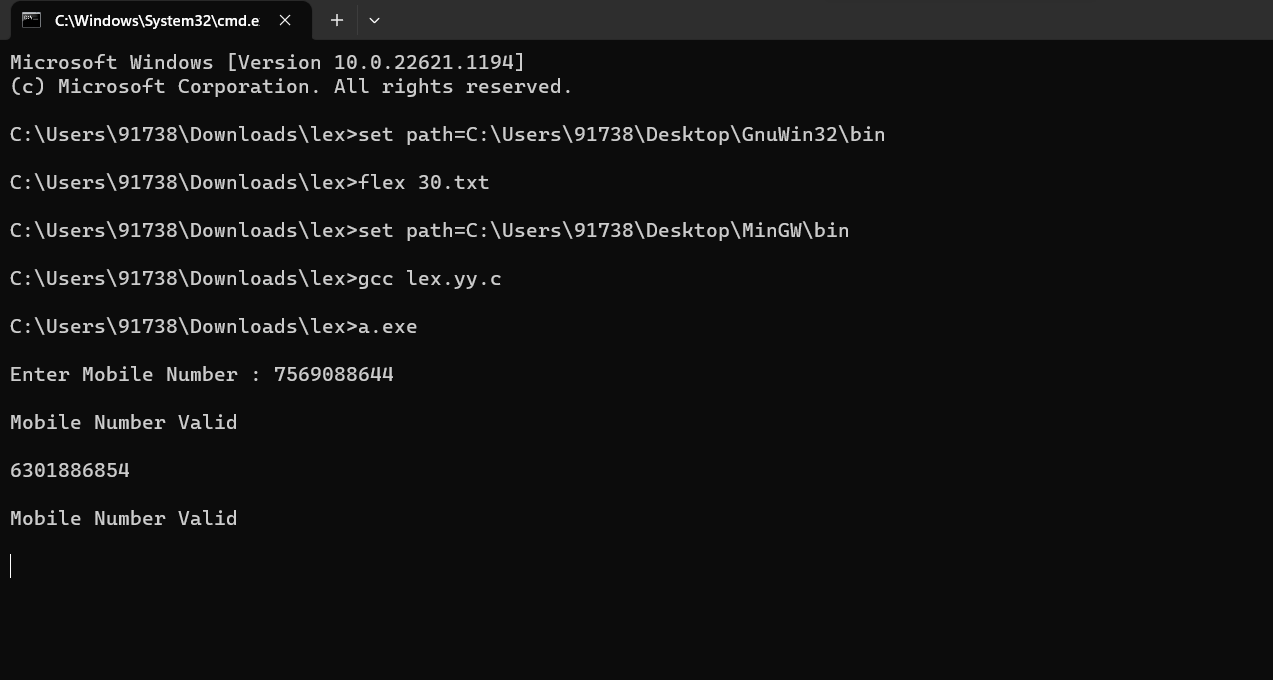 C:\Windows\System32\cmd.e
Microsoft Windows [Version 10.0.22621.1194]
(c) Microsoft Corporation. All rights reserved.
C:\Users\91738\Downloads\lex>set path=C:\Users\91738\Desktop\GnuWin32\bin
C:\Users\91738\Downloads\lex>flex 30.txt
C:\Users\91738\Downloads\lex>set path=C:\Users\91738\Desktop\MinGW\bin
C:\Users\91738\Downloads\lex>gcc lex.yy.c
C:\Users\91738\Downloads\lex>a.exe
Enter Mobile Number : 7569088644
Mobile Number Valid
6301886854
Mobile Number Valid